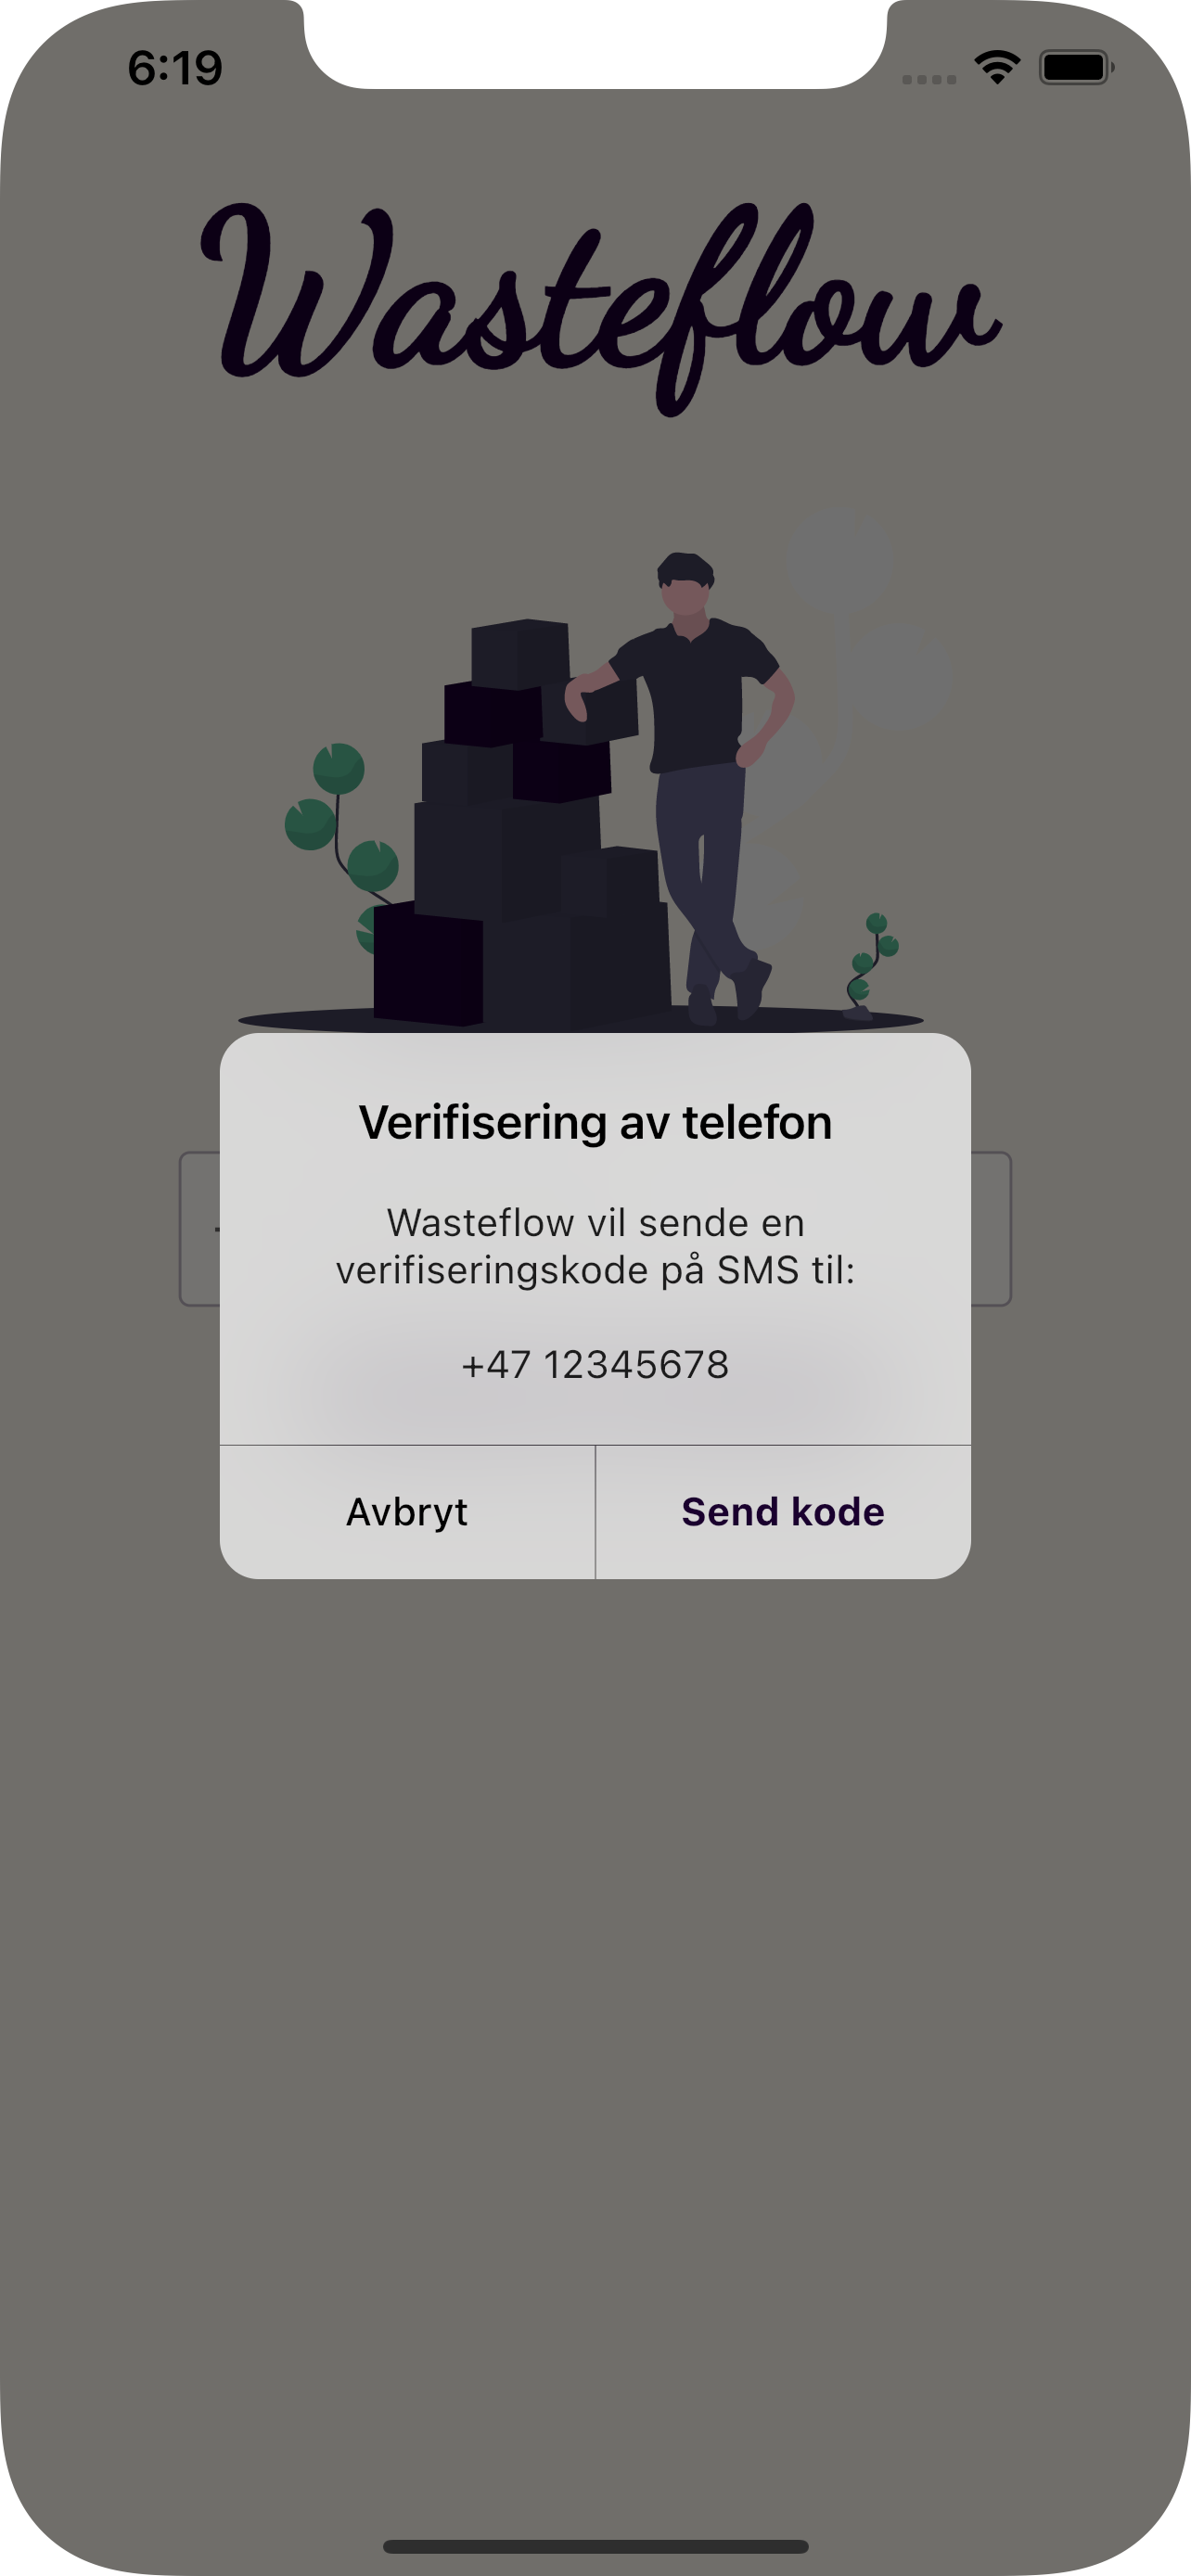 6:19
Wasteflow
Verifisering av telefon
Wasteflow vil sende en
verifiseringskode på SMS til:
+47 12345678
Avbryt
Send kode